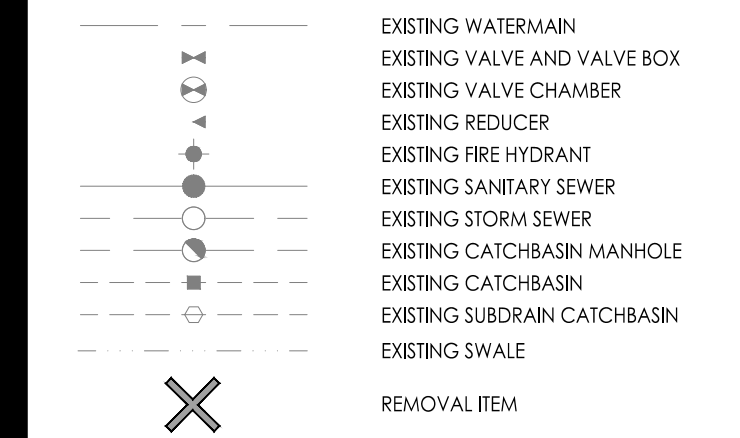 EXISTING WATERMAIN
EXISTING VALVE AND VALVE BOX
EXISTING VALVE CHAMBER
EXISTING REDUCER
EXISTING FIRE HYDRANT
EXISTING SANITARY SEWER
EXISTING STORM SEWER
EXISTING CATCHBASIN MANHOLE
EXISTING CATCHBASIN
EXISTING SUBDRAIN CATCHBASIN
EXISTING SWALE
REMOVAL ITEM